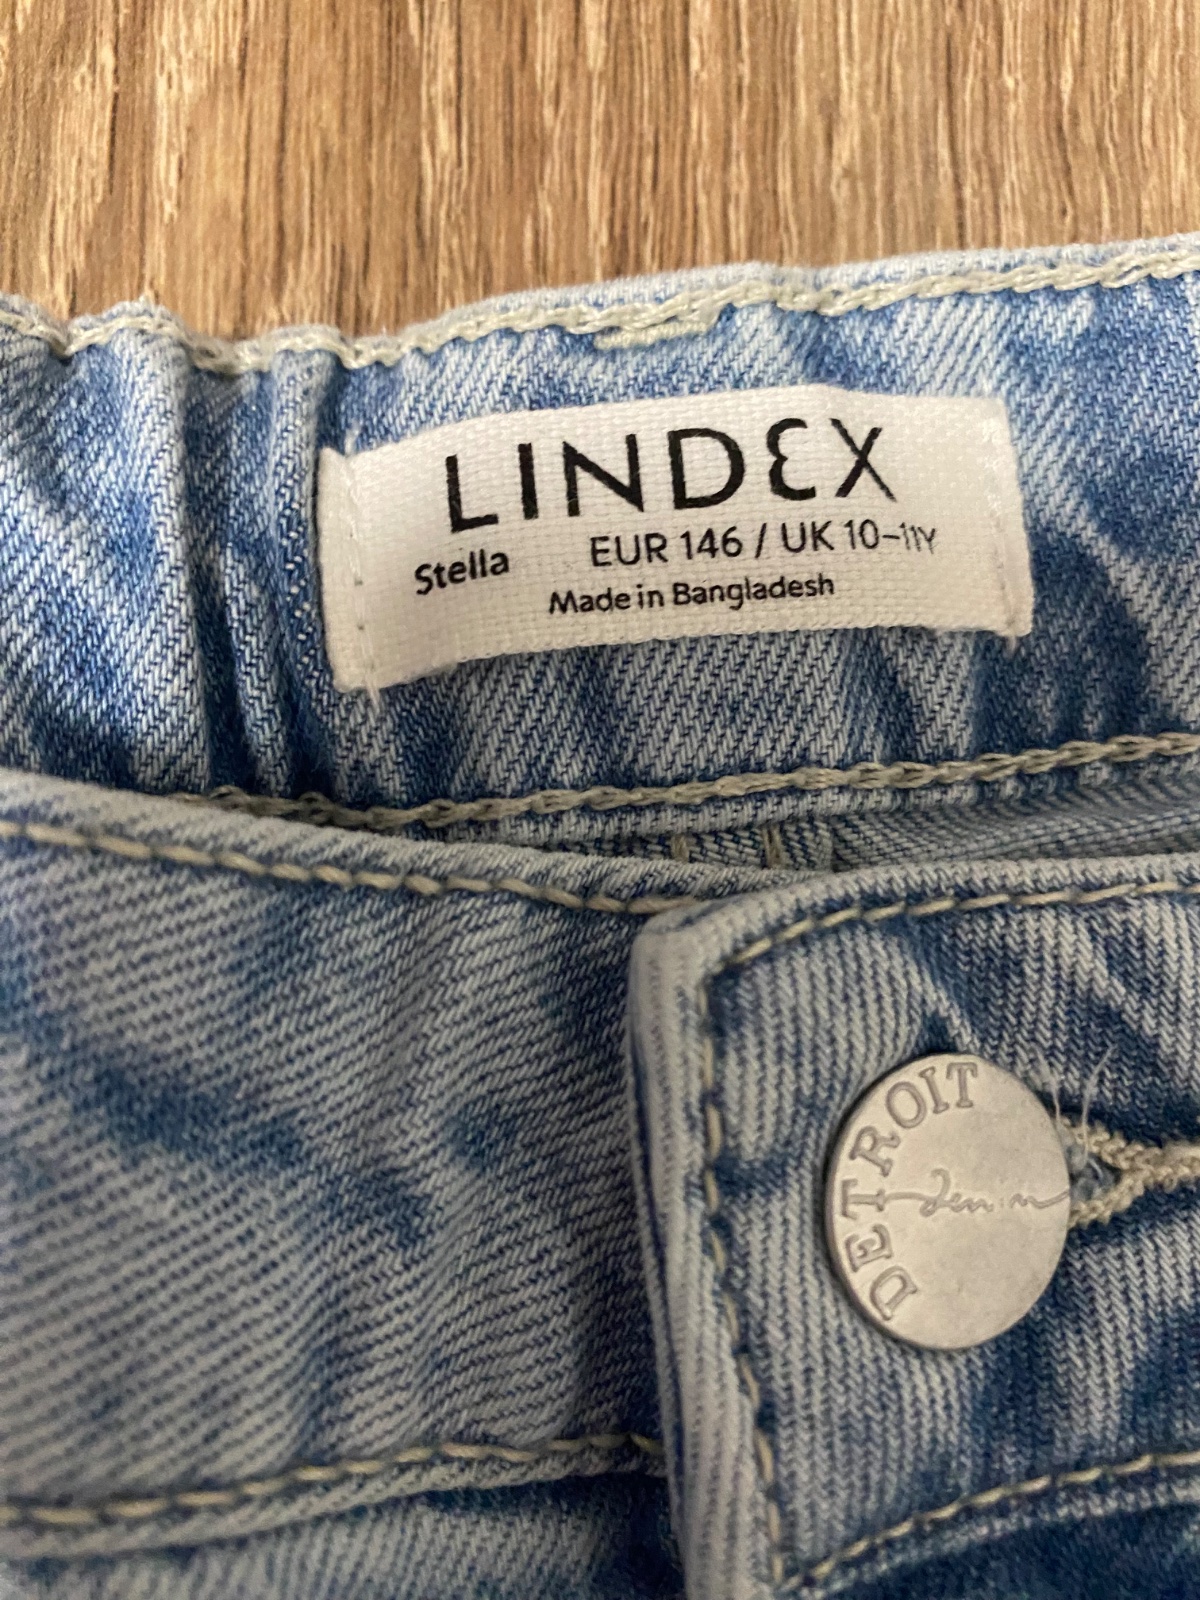 LINDEX
Stella EUR 146 / UK 10-11Y
Made in Bangladesh
DETROIT
denim